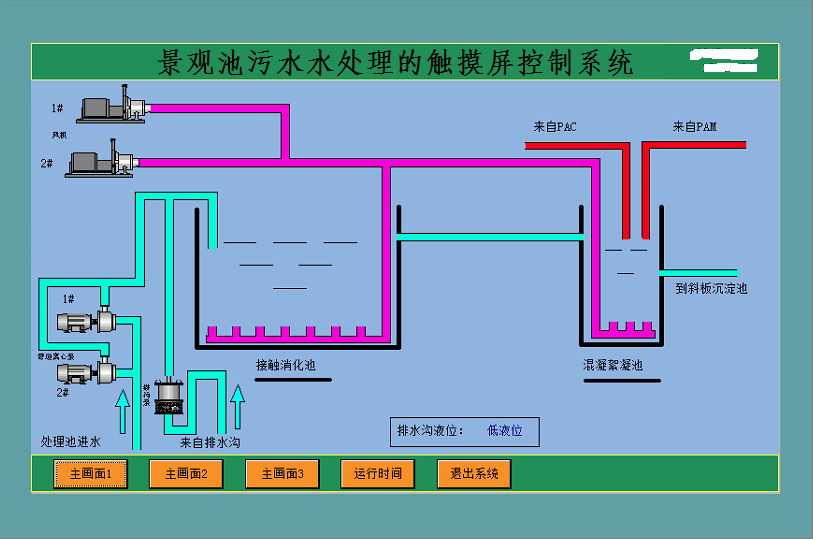 景观池污水水处理的触摸屏控制系统
1#
风机
2#
来自PAC
来自PAM
到斜板沉淀池
1#
2#
接触消化池
混凝絮凝池
处理池进水
来自排水沟
排水沟液位: 低液位
主画面1
主画面2
主画面3
运行时间
退出系统